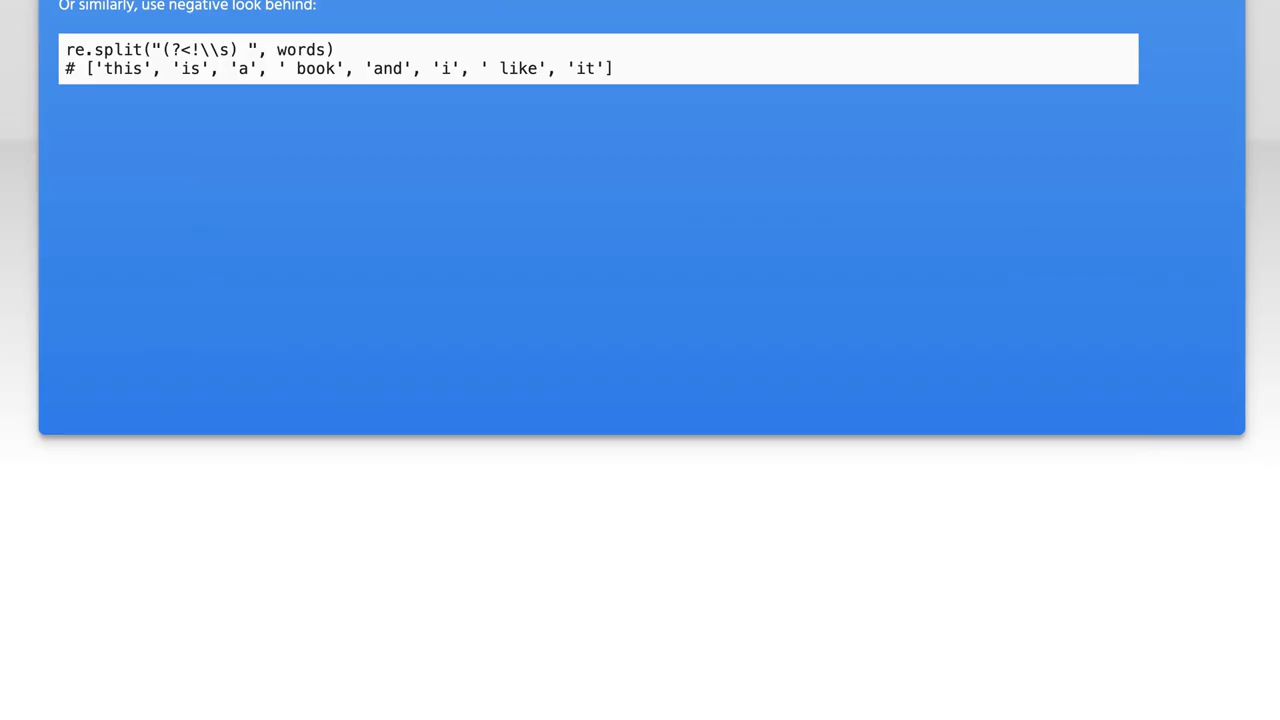 Or similarly, use negative look behind:
re.split("(?<!\\s) ", words)
# ['this', 'is', 'a', ' book', 'and', 'i', ' like', 'it']